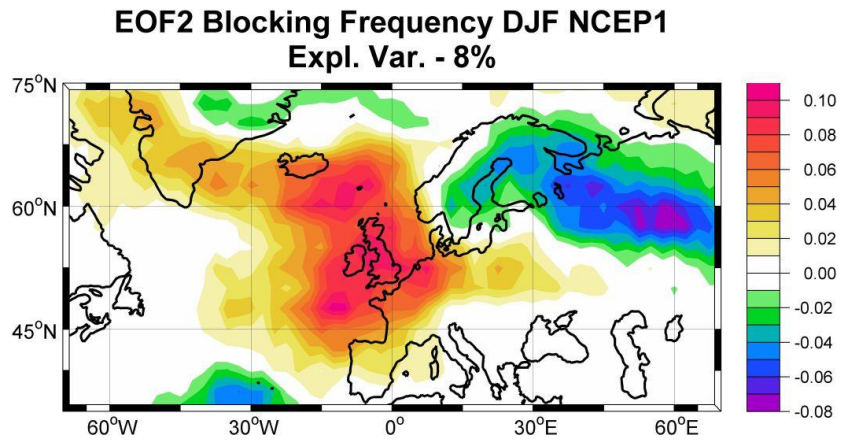 EOF2 Blocking Frequency DJF NCEP1
Expl. Var. - 8%
75°N
60°N
45°N
60°W
30°W
0°
30°E
60°E
0.10
0.08
0.06
0.04
0.02
0.00
-0.02
-0.04
-0.06
-0.08